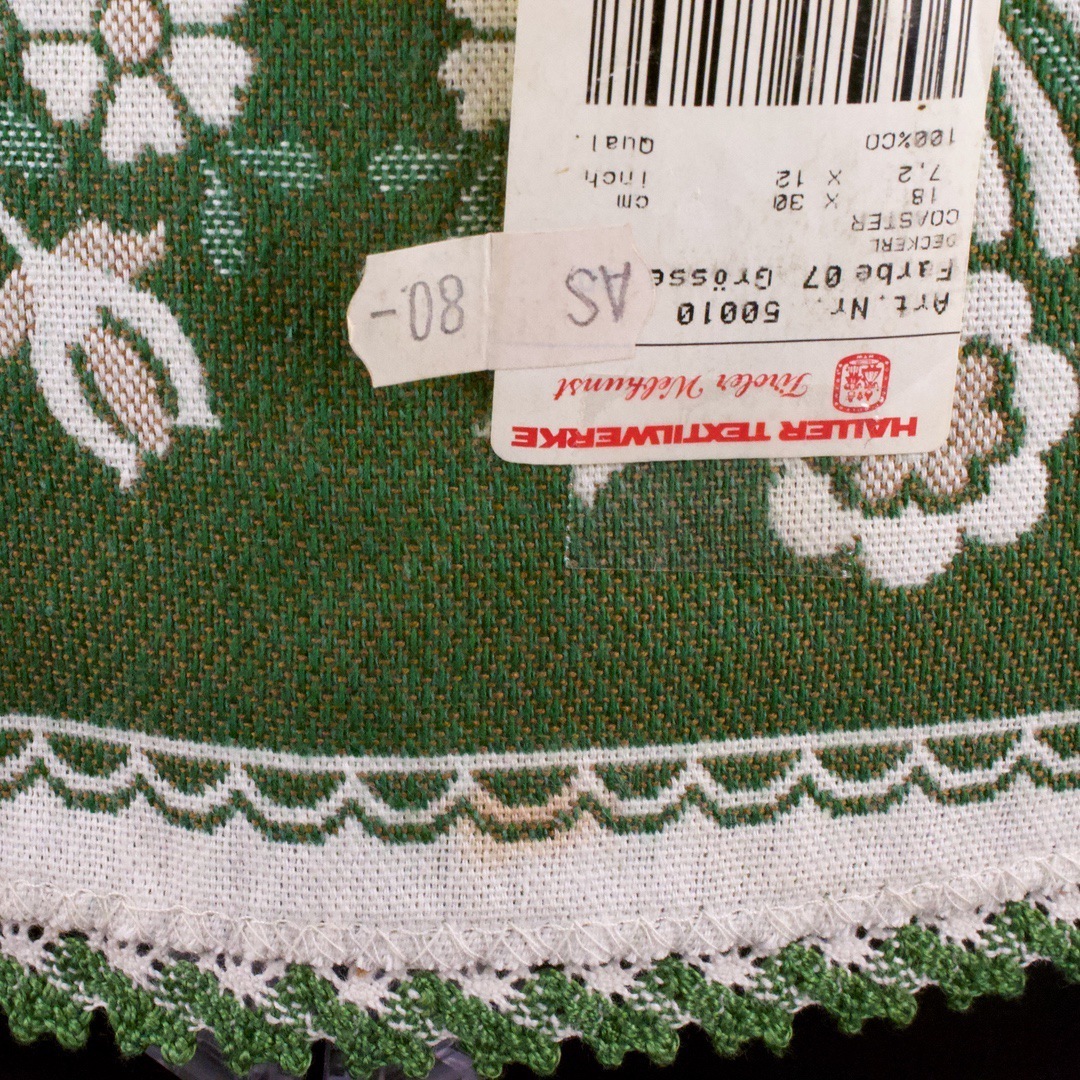 HALLER TEXTILWERKE
Tiroler Webkunst
Art.Nr. 50010
Farbe 07 Grösse
DECKERL
COASTER
18 X 30 cm
7,2 X 12 inch
100%CO Qual.
AS 80.-